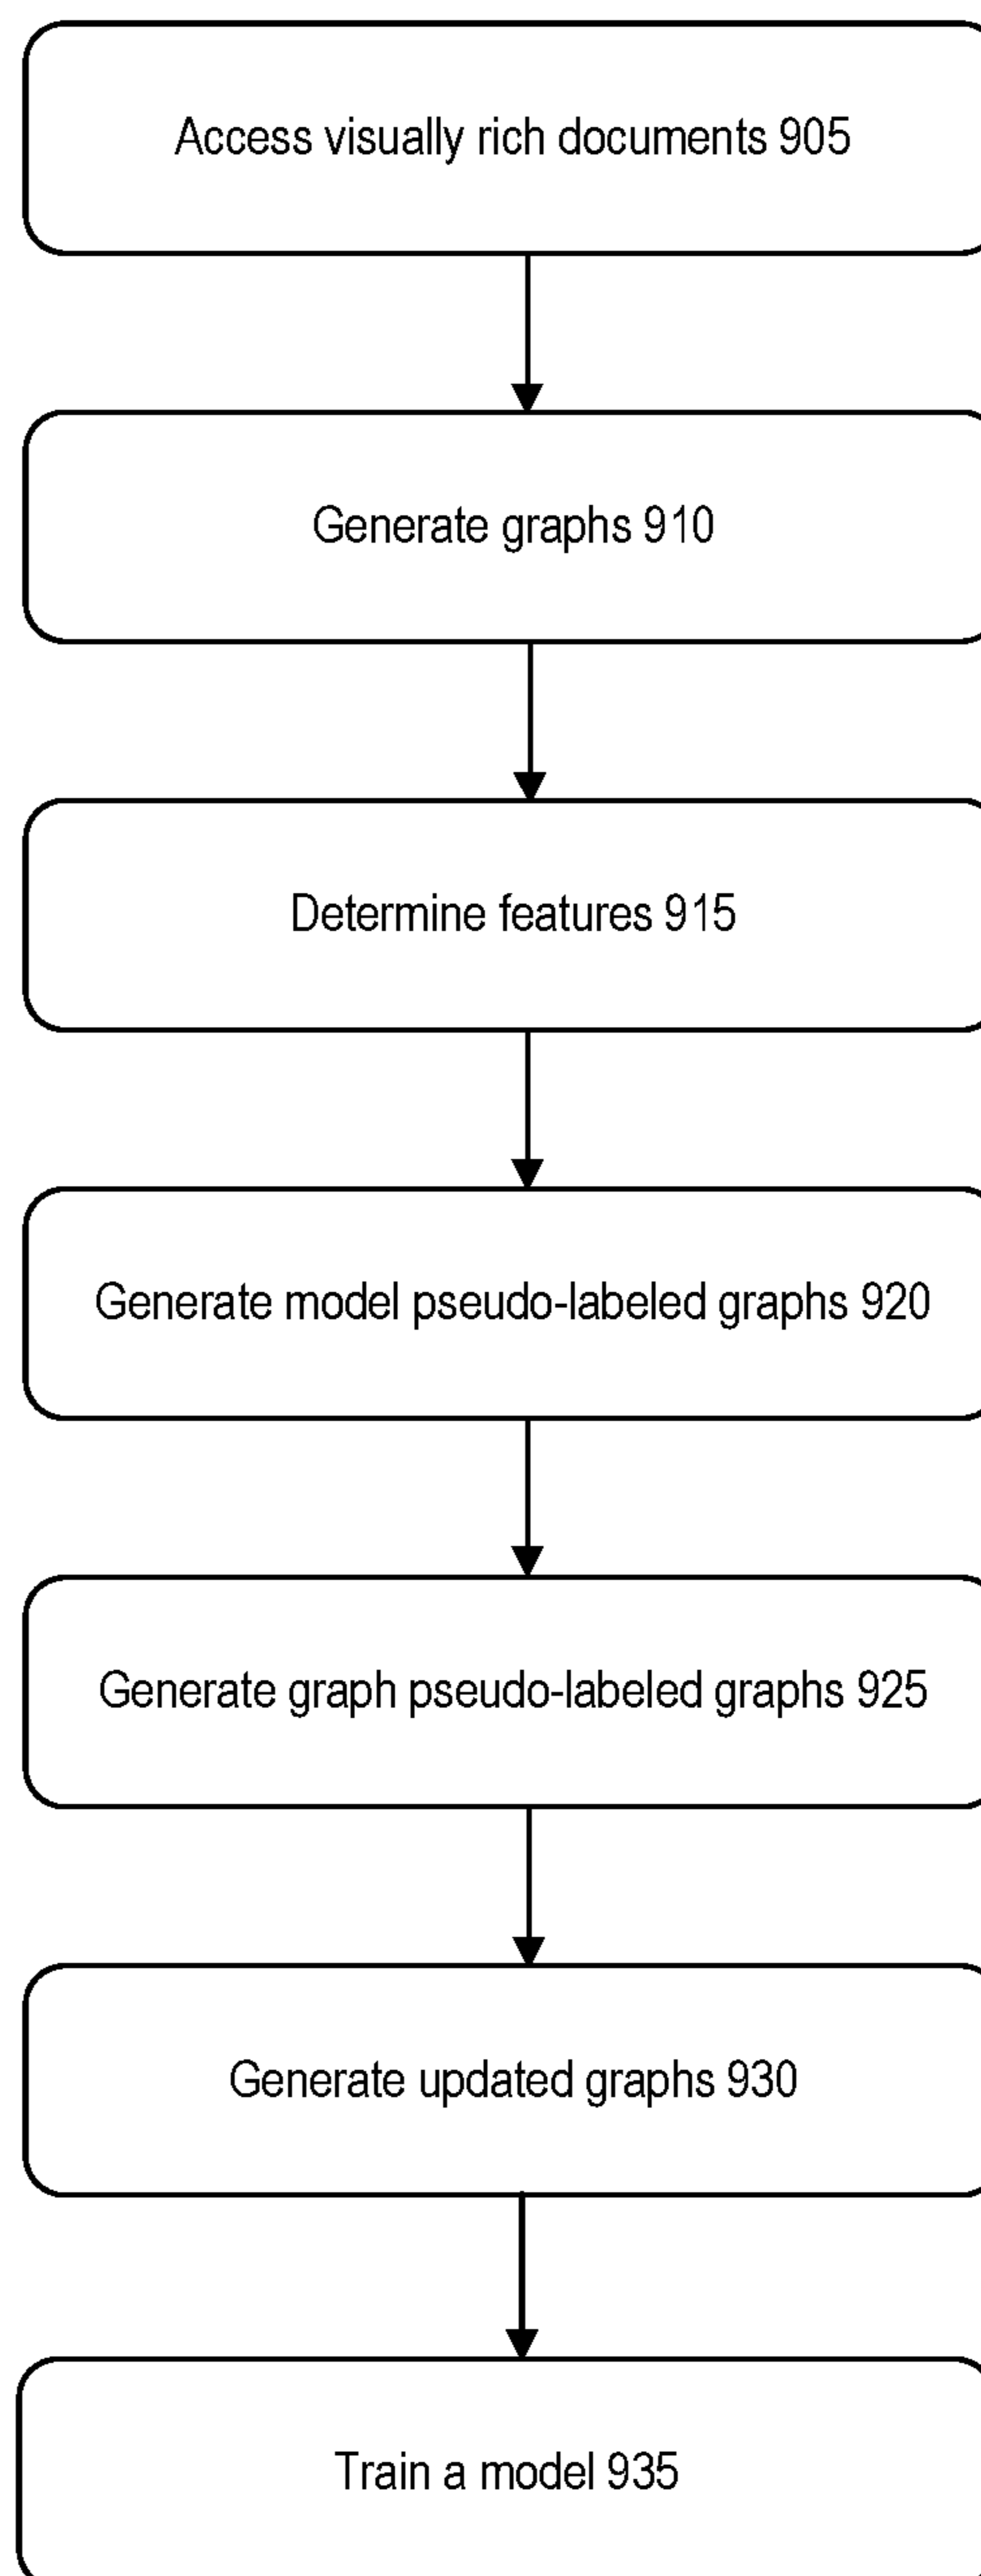 Access visually rich documents 905
Generate graphs 910
Determine features 915
Generate model pseudo-labeled graphs 920
Generate graph pseudo-labeled graphs 925
Generate updated graphs 930
Train a model 935